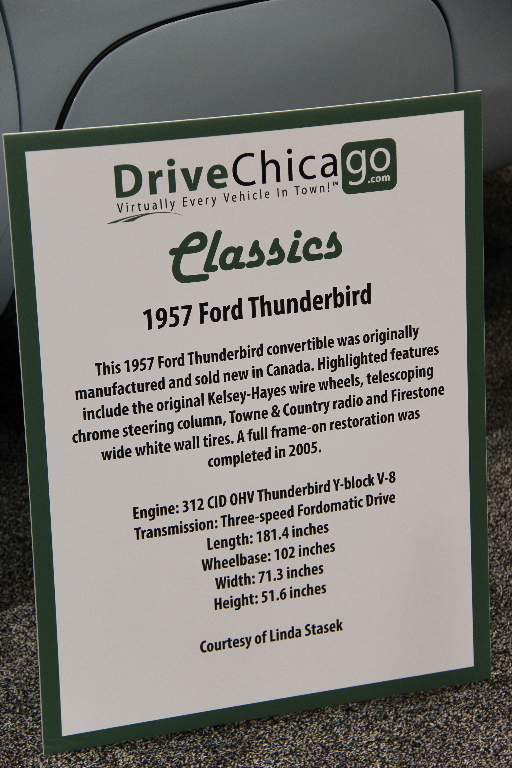 DriveChicago.com
Virtually Every Vehicle In Town!™
Classics
1957 Ford Thunderbird
This 1957 Ford Thunderbird convertible was originally
manufactured and sold new in Canada. Highlighted features
include the original Kelsey-Hayes wire wheels, telescoping
chrome steering column, Towne & Country radio and Firestone
wide white wall tires. A full frame-on restoration was
completed in 2005.
Engine: 312 CID OHV Thunderbird Y-block V-8
Transmission: Three-speed Fordomatic Drive
Length: 181.4 inches
Wheelbase: 102 inches
Width: 71.3 inches
Height: 51.6 inches
Courtesy of Linda Stasek